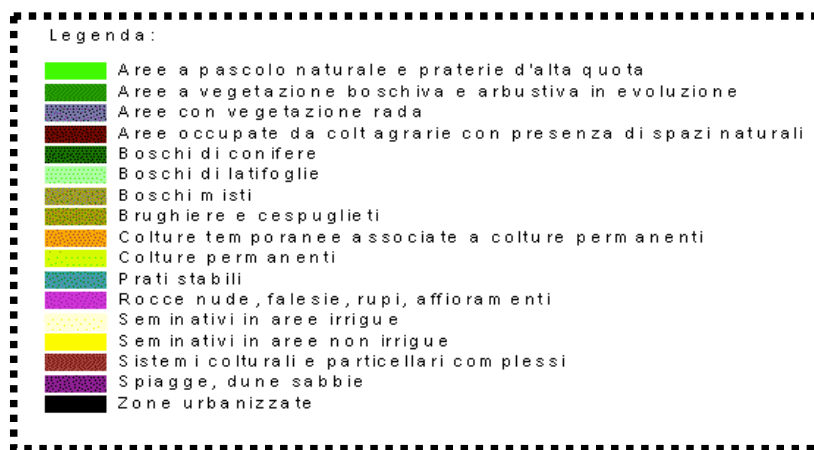 Legenda:
Aree a pascolo naturale e praterie d'alta quota
Aree a vegetazione boschiva e arbustiva in evoluzione
Aree con vegetazione rada
Aree occupate da colt agrarie con presenza di spazi naturali
Boschi di conifere
Boschi di latifoglie
Boschi misti
Brughiere e cespuglieti
Colture temporanee associate a colture permanenti
Colture permanenti
Prati stabili
Rocce nude, falesie, rupi, affioramenti
Seminativi in aree irrigue
Seminativi in aree non irrigue
Sistemi colturali e particellari complessi
Spiagge, dune sabbie
Zone urbanizzate